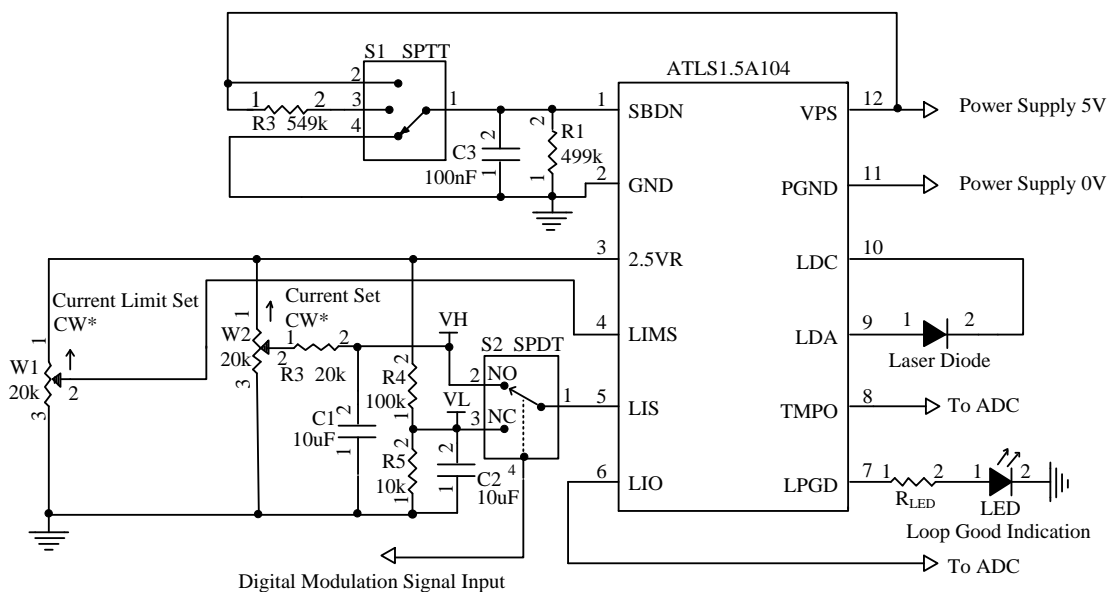 S1 SPTT
ATLS1.5A104
2
1 2
3
R3 549k
4
1
2
C3
1
100nF
2
R1
499k
1
1 SBDN
2 GND
3 2.5VR
4 LIMS
5 LIS
6 LIO
VPS 12
Power Supply 5V
PGND 11
Power Supply 0V
LDC 10
LDA 9
1 2
Laser Diode
TMPO 8
To ADC
LPGD 7
1 2
RLED
1 2
LED
Loop Good Indication
To ADC
Current Limit Set
CW*
1
W1
20k
2
3
Current Set
CW*
1
W2
20k
2
3
1 2
R3 20k
VH
C1
10uF
2
1
2
R4
100k
1
VL
2
R5
10k
1
2
C2
10uF
1
S2 SPDT
2 NO
3 NC
1
4
Digital Modulation Signal Input